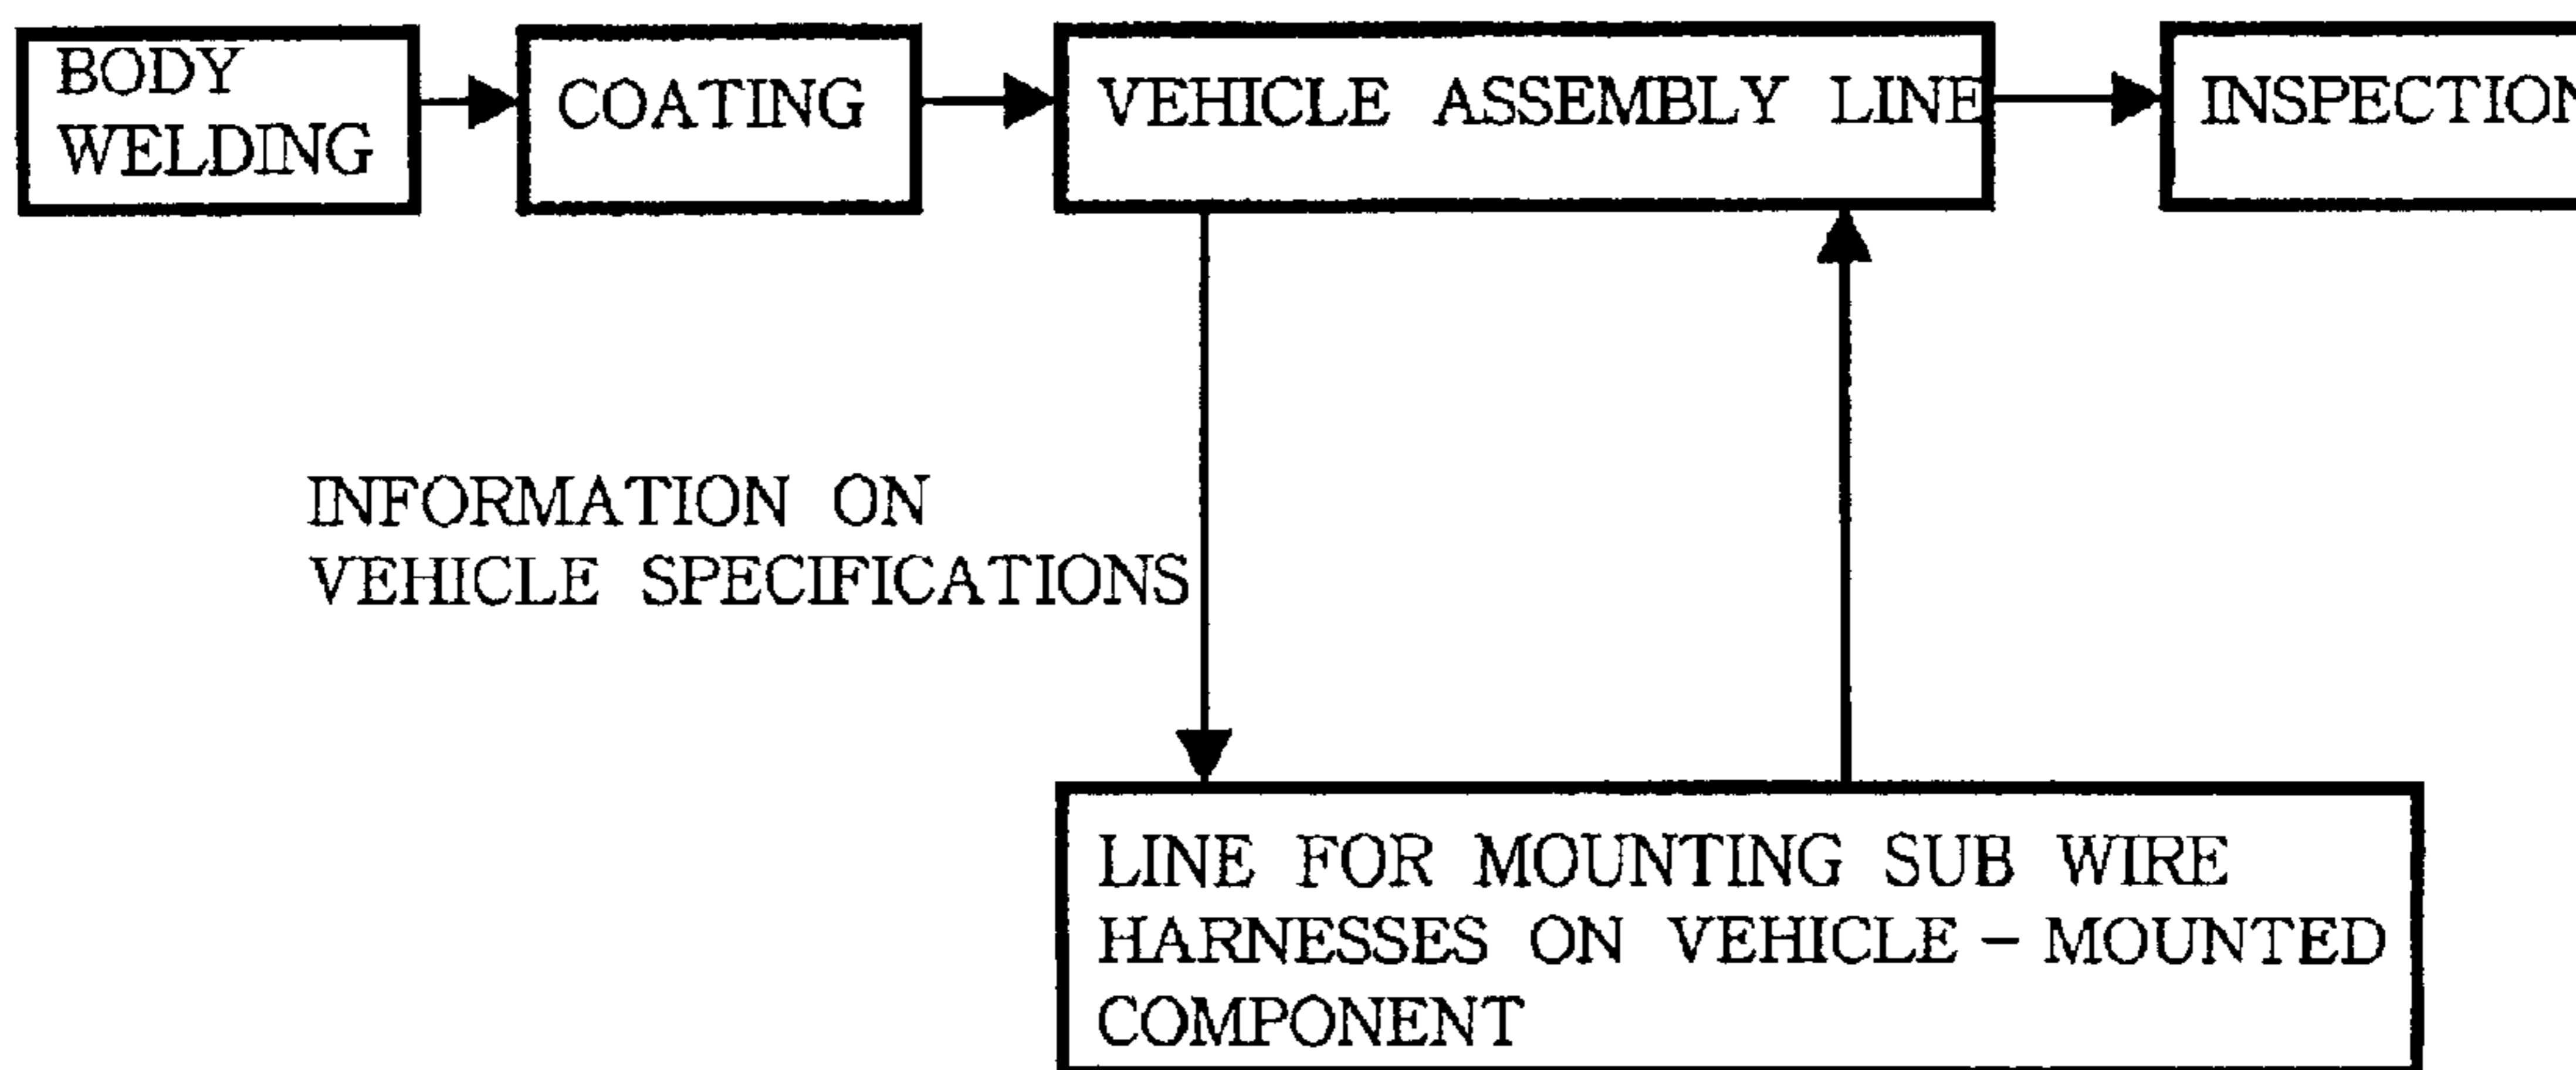 BODY
WELDING
COATING
VEHICLE ASSEMBLY LINE
INSPECTION
INFORMATION ON
VEHICLE SPECIFICATIONS
LINE FOR MOUNTING SUB WIRE
HARNESSES ON VEHICLE – MOUNTED
COMPONENT